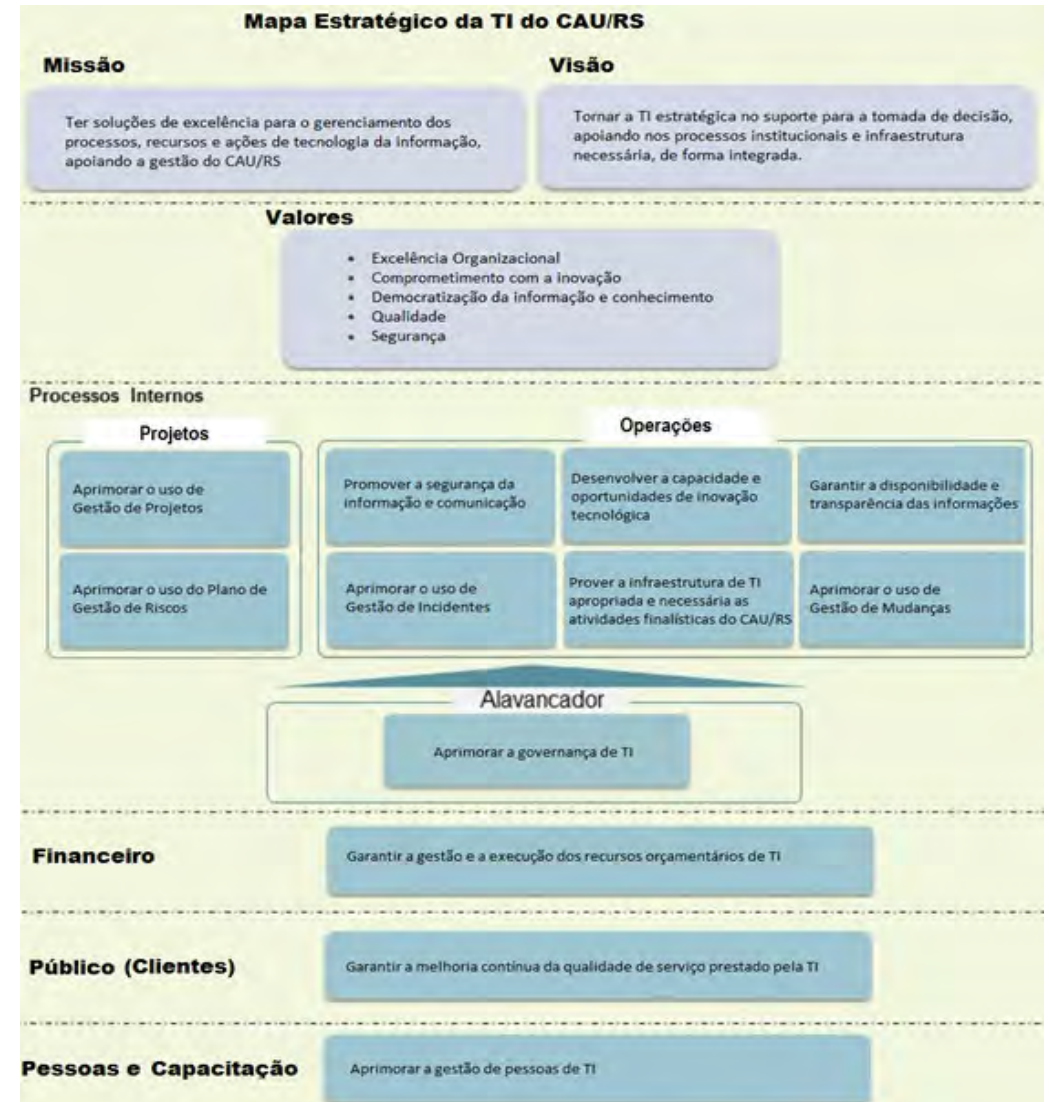 Mapa Estratégico da TI do CAU/RS
Missão
Ter soluções de excelência para o gerenciamento dos
processos, recursos e ações de tecnologia da informação,
apoiando a gestão do CAU/RS
Visão
Tornar a TI estratégica no suporte para a tomada de decisão,
apoiando nos processos institucionais e infraestrutura
necessária, de forma integrada.
Valores
• Excelência Organizacional
• Comprometimento com a inovação
• Democratização da informação e conhecimento
• Qualidade
• Segurança
Processos Internos
Projetos
Aprimorar o uso de
Gestão de Projetos
Aprimorar o uso do Plano de
Gestão de Riscos
Operações
Promover a segurança da
informação e comunicação
Desenvolver a capacidade e
oportunidades de inovação
tecnológica
Garantir a disponibilidade e
transparência das informações
Aprimorar o uso de
Gestão de Incidentes
Prover a infraestrutura de TI
apropriada e necessária as
atividades finalísticas do CAU/RS
Aprimorar o uso de
Gestão de Mudanças
Alavancador
Aprimorar a governança de TI
Financeiro
Garantir a gestão e a execução dos recursos orçamentários de TI
Público (Clientes)
Garantir a melhoria contínua da qualidade de serviço prestado pela TI
Pessoas e Capacitação
Aprimorar a gestão de pessoas de TI